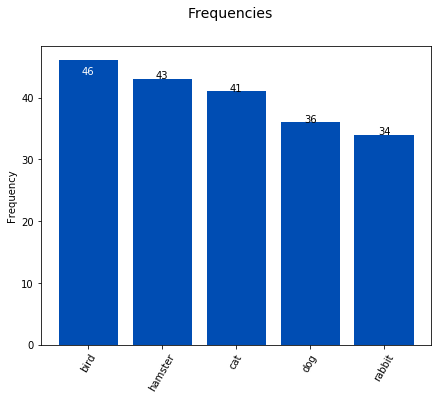 Frequencies
Frequency
40
30
20
10
0
46
43
41
36
34
bird
hamster
cat
dog
rabbit